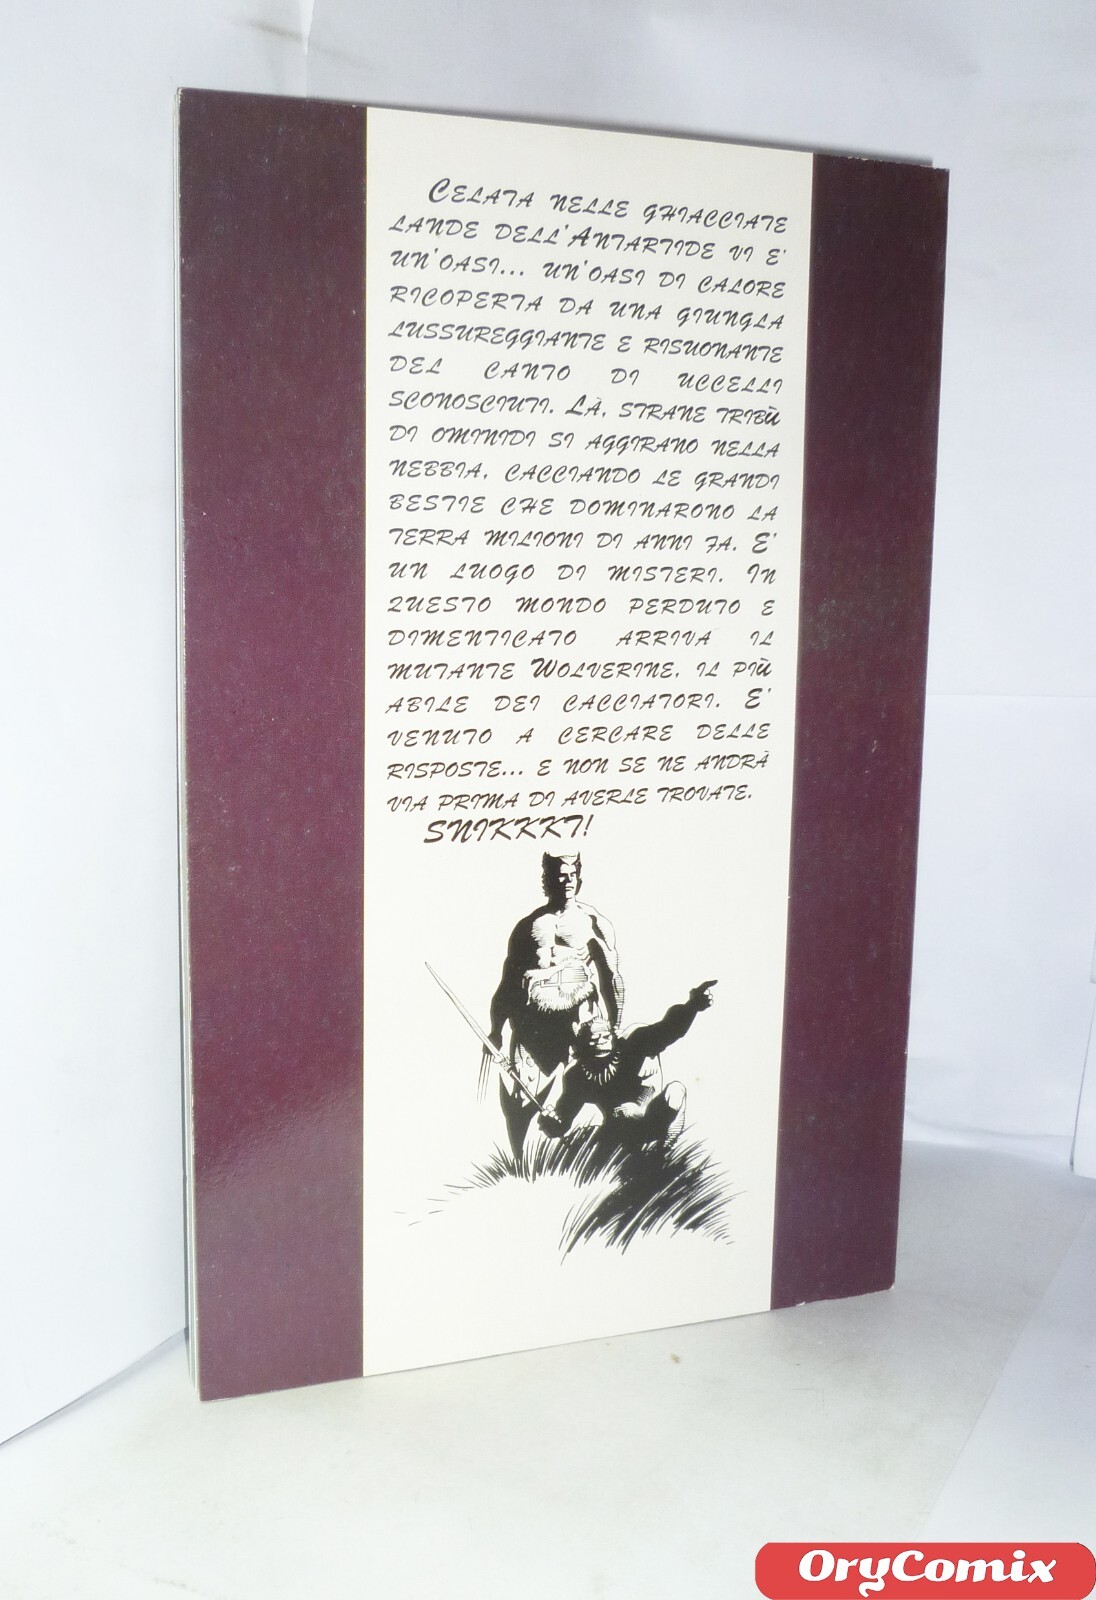 CELATA NELLE GHIACCIATE
LANDE DELL'ANTARTIDE VI E'
UN'OASI... UN'OASI DI CALORE
RICOPERTA DA UNA GIUNGLA
LUSSUREGGIANTE E RISUONANTE
DEL CANTO DI UCCELLI
SCONOSCIUTI. LÀ, STRANE TRIBÙ
DI OMINIDI SI AGGIRANO NELLA
NEBBIA, CACCIANDO LE GRANDI
BESTIE CHE DOMINARONO LA
TERRA MILIONI DI ANNI FA. E'
UN LUOGO DI MISTERI. IN
QUESTO MONDO PERDUTO E
DIMENTICATO ARRIVA IL
MUTANTE WOLVERINE, IL PIÙ
ABILE DEI CACCIATORI. E'
VENUTO A CERCARE DELLE
RISPOSTE... E NON SE NE ANDRÀ
VIA PRIMA DI AVERLE TROVATE.
SNIKKKT!
OryComix